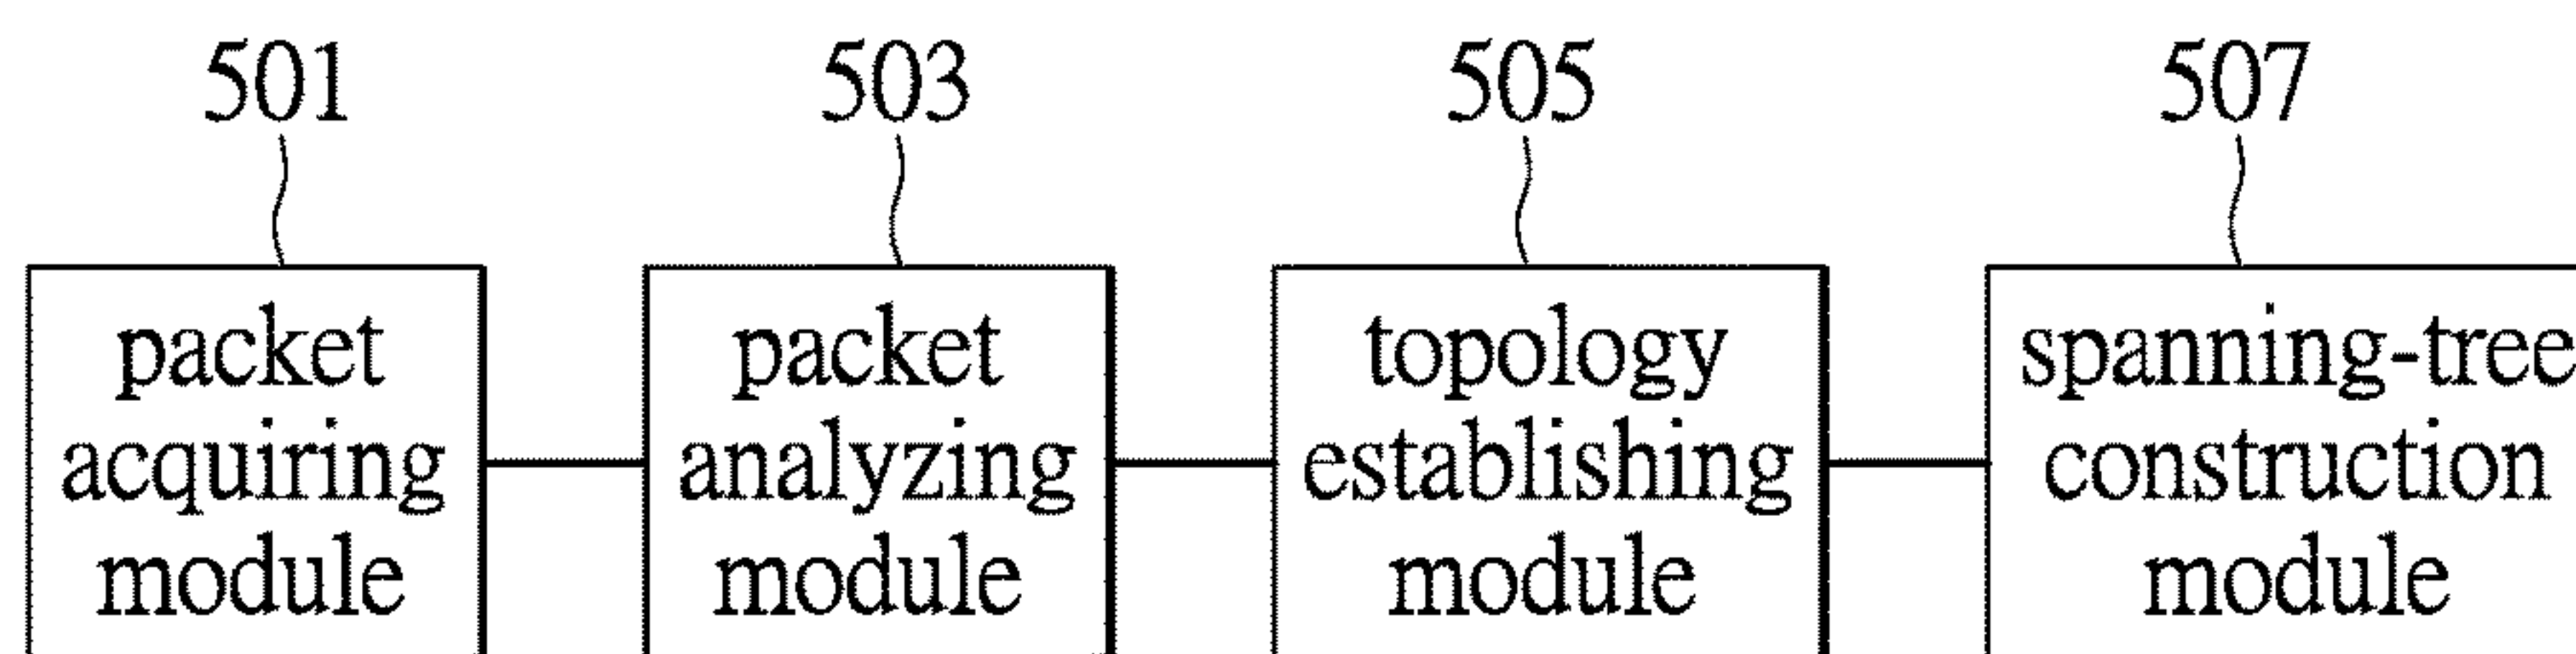 501
503
505
507
packet
acquiring
module
packet
analyzing
module
topology
establishing
module
spanning-tree
construction
module